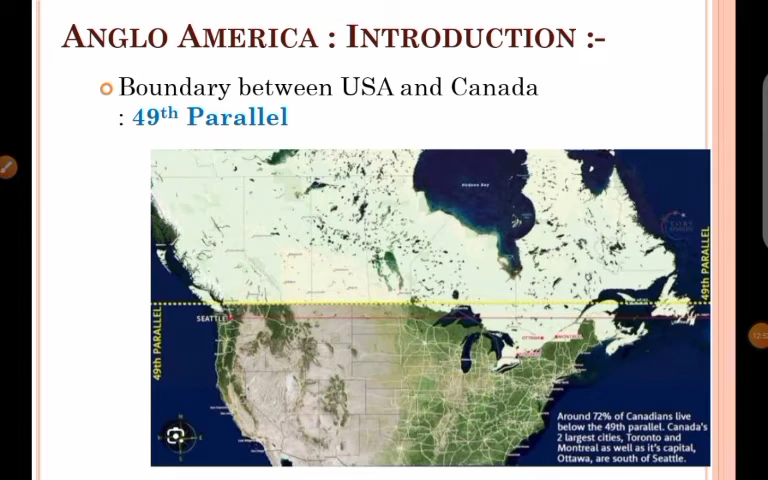 ANGLO AMERICA : INTRODUCTION :-
Boundary between USA and Canada
: 49th Parallel
Hudson Bay
49th PARALLEL
SEATTLE
OTTAWA
MONTREAL
49th PARALLEL
Around 72% of Canadians live
below the 49th parallel. Canada's
2 largest cities, Toronto and
Montreal as well as it's capital,
Ottawa, are south of Seattle.